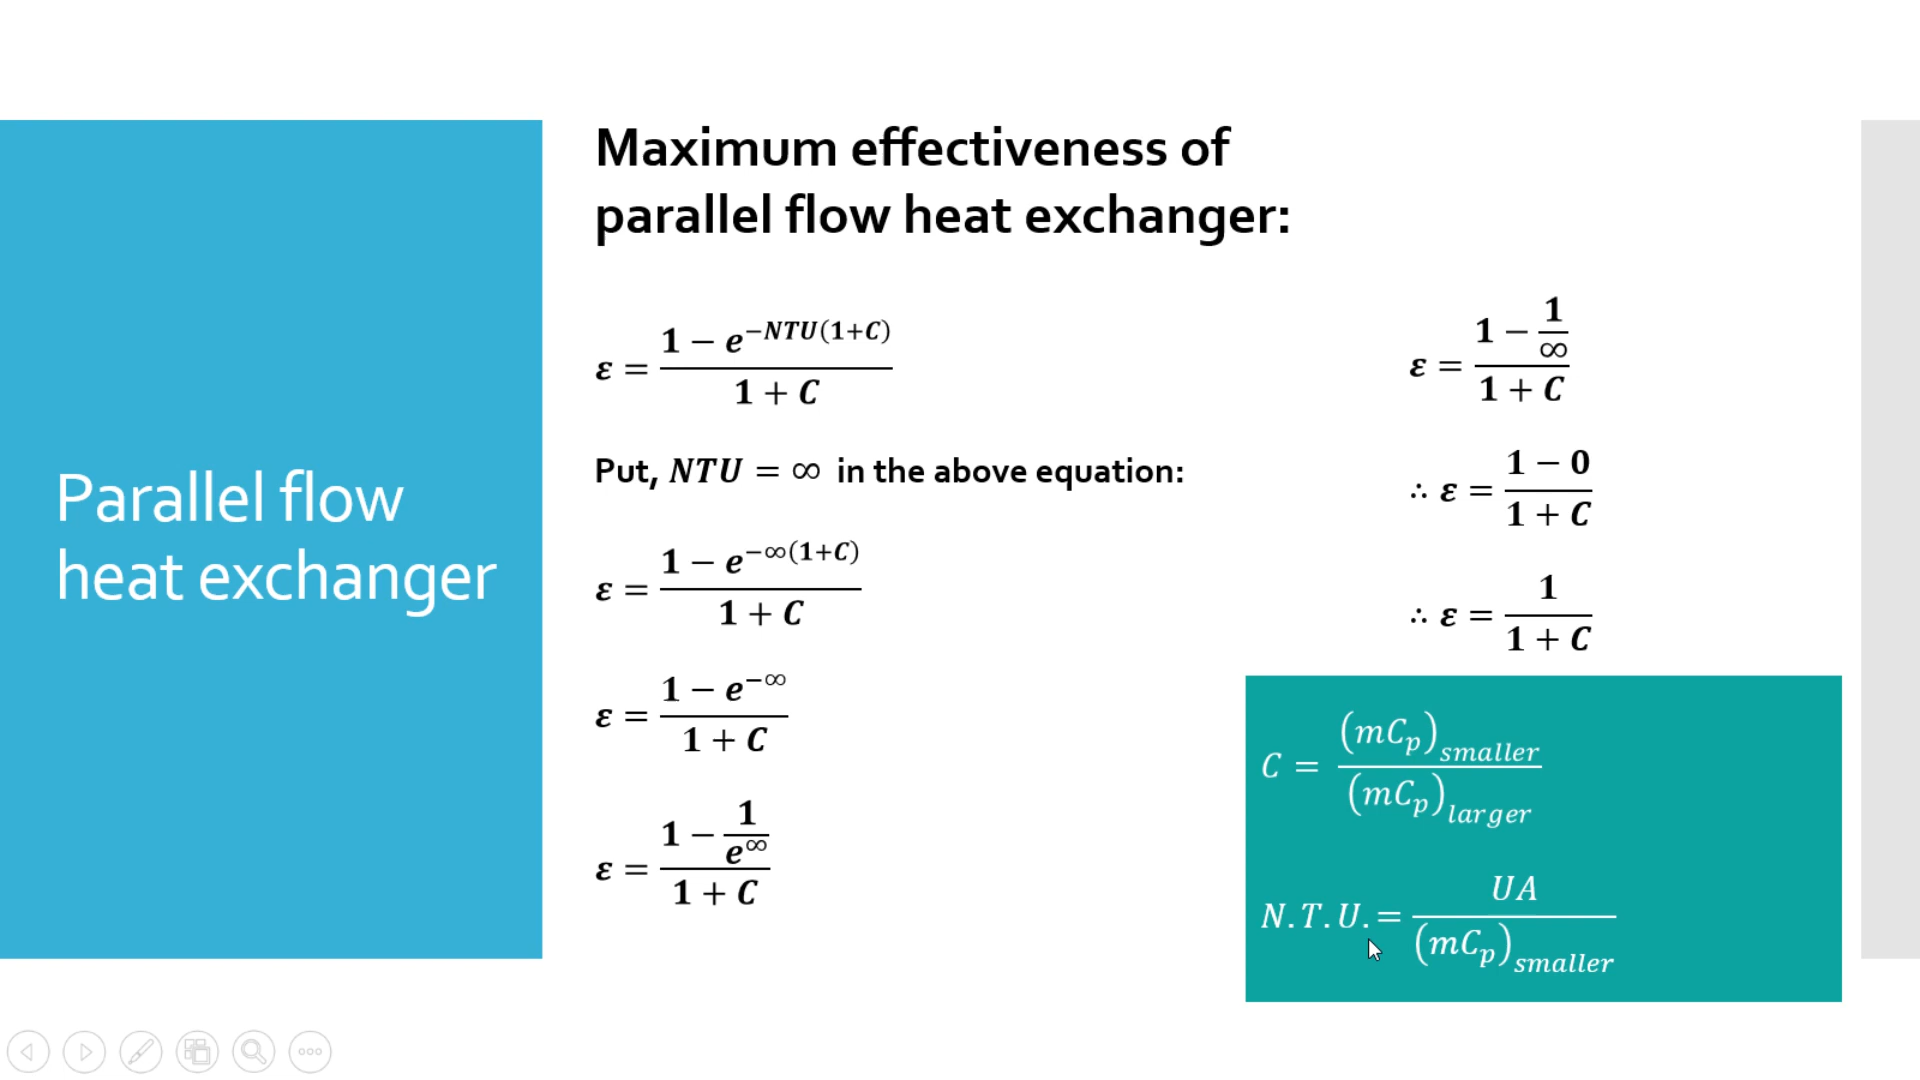 Parallel flow
heat exchanger
Maximum effectiveness of
parallel flow heat exchanger:
ε = (1 − e^(−NTU(1+C))) / (1 + C)
Put, NTU = ∞ in the above equation:
ε = (1 − e^(−∞(1+C))) / (1 + C)
ε = (1 − e^(−∞)) / (1 + C)
ε = (1 − 1/e^∞) / (1 + C)
ε = (1 − 1/∞) / (1 + C)
∴ ε = (1 − 0) / (1 + C)
∴ ε = 1 / (1 + C)
C = (mC_p)_smaller / (mC_p)_larger
N.T.U. = UA / (mC_p)_smaller